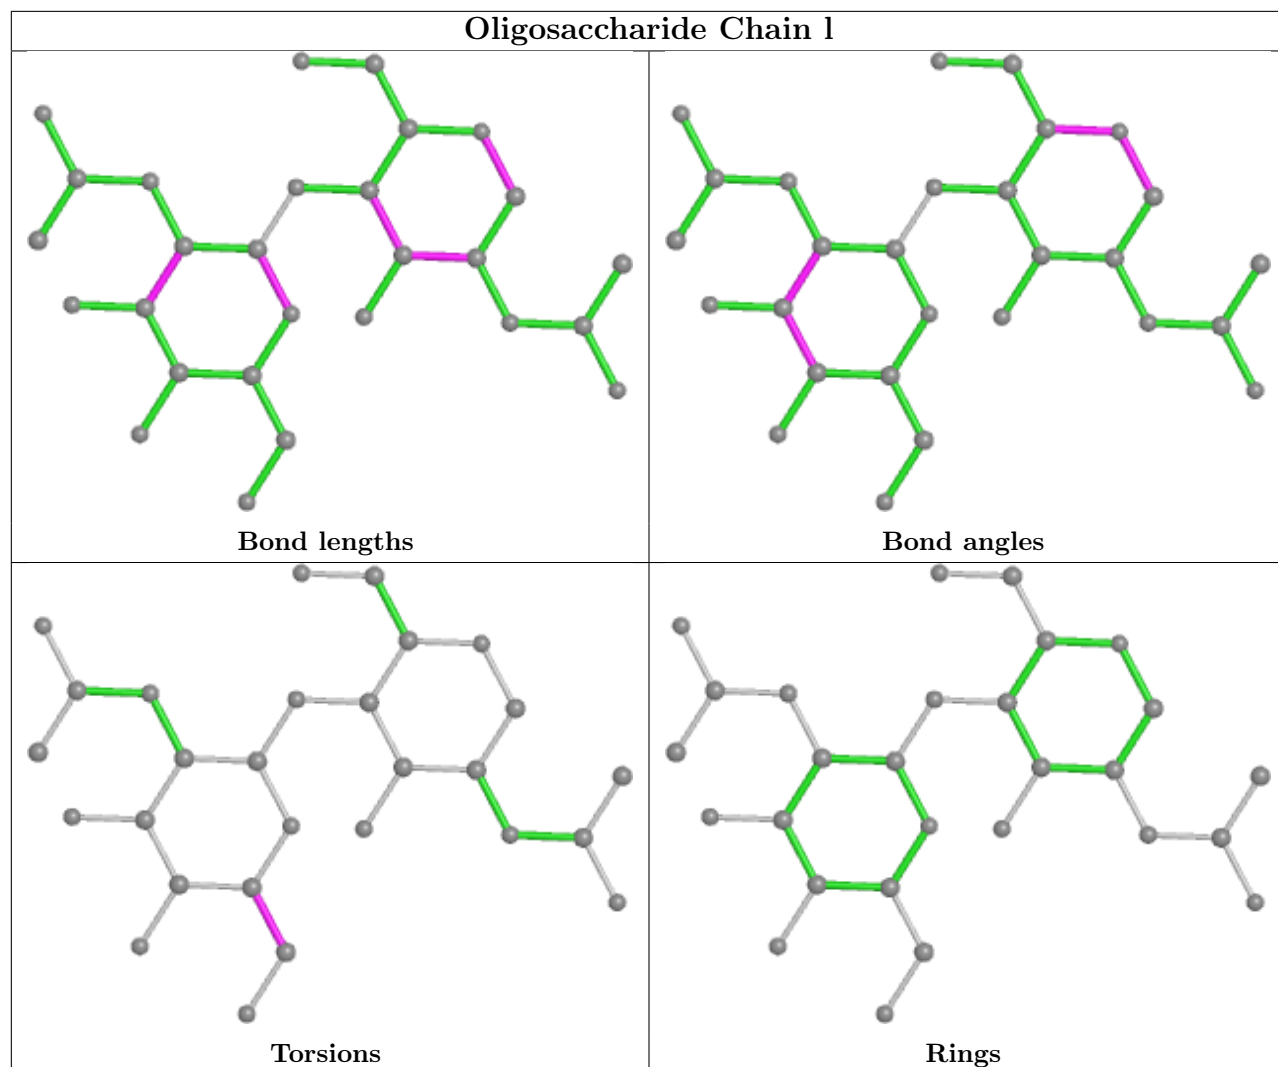 Oligosaccharide Chain l
Bond lengths
Bond angles
Torsions
Rings